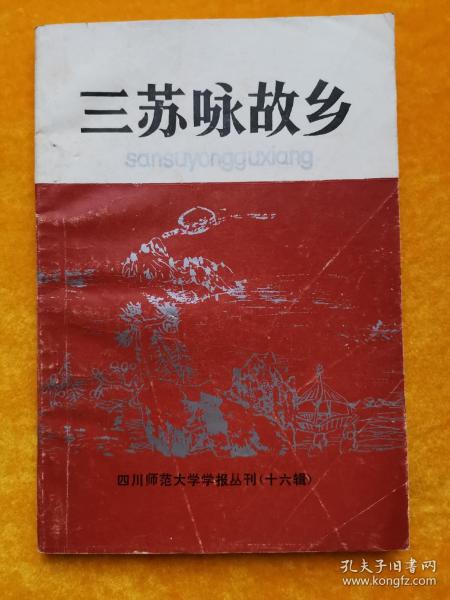 三苏咏故乡
sansuyongguxiang
四川师范大学学报丛刊(十六辑)
孔夫子旧书网
www.kongfz.com